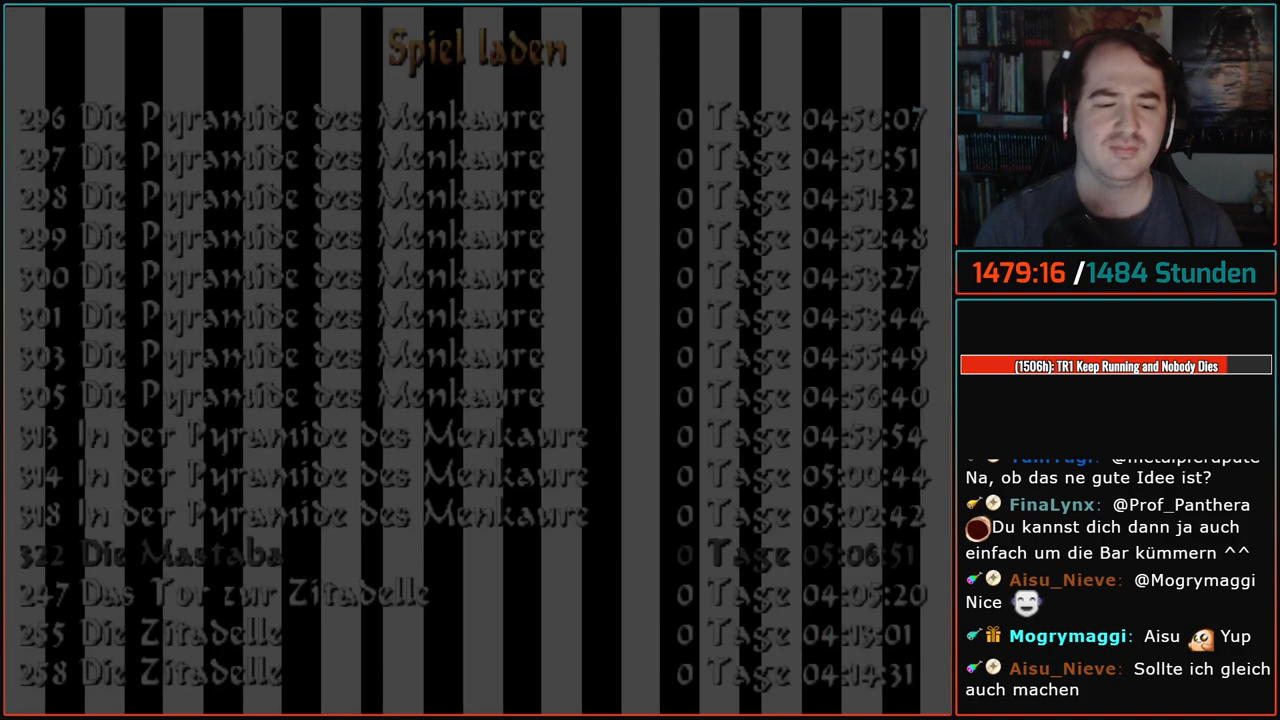 Spiel laden
296 Die Pyramide des Menkaure 0 Tage 04:50:07
297 Die Pyramide des Menkaure 0 Tage 04:50:51
298 Die Pyramide des Menkaure 0 Tage 04:51:32
299 Die Pyramide des Menkaure 0 Tage 04:52:48
300 Die Pyramide des Menkaure 0 Tage 04:53:27
301 Die Pyramide des Menkaure 0 Tage 04:53:44
303 Die Pyramide des Menkaure 0 Tage 04:55:49
305 Die Pyramide des Menkaure 0 Tage 04:56:40
313 In der Pyramide des Menkaure 0 Tage 04:59:54
314 In der Pyramide des Menkaure 0 Tage 05:00:44
318 In der Pyramide des Menkaure 0 Tage 05:02:42
322 Die Mastaba 0 Tage 05:06:51
247 Das Tor zur Zitadelle 0 Tage 04:05:20
255 Die Zitadelle 0 Tage 04:13:01
258 Die Zitadelle 0 Tage 04:14:31
1479:16 /1484 Stunden
(1506h): TR1 Keep Running and Nobody Dies
Na, ob das ne gute Idee ist?
FinaLynx: @Prof_Panthera
Du kannst dich dann ja auch
einfach um die Bar kümmern ^^
Aisu_Nieve: @Mogrymaggi
Nice
Mogrymaggi: Aisu Yup
Aisu_Nieve: Sollte ich gleich
auch machen